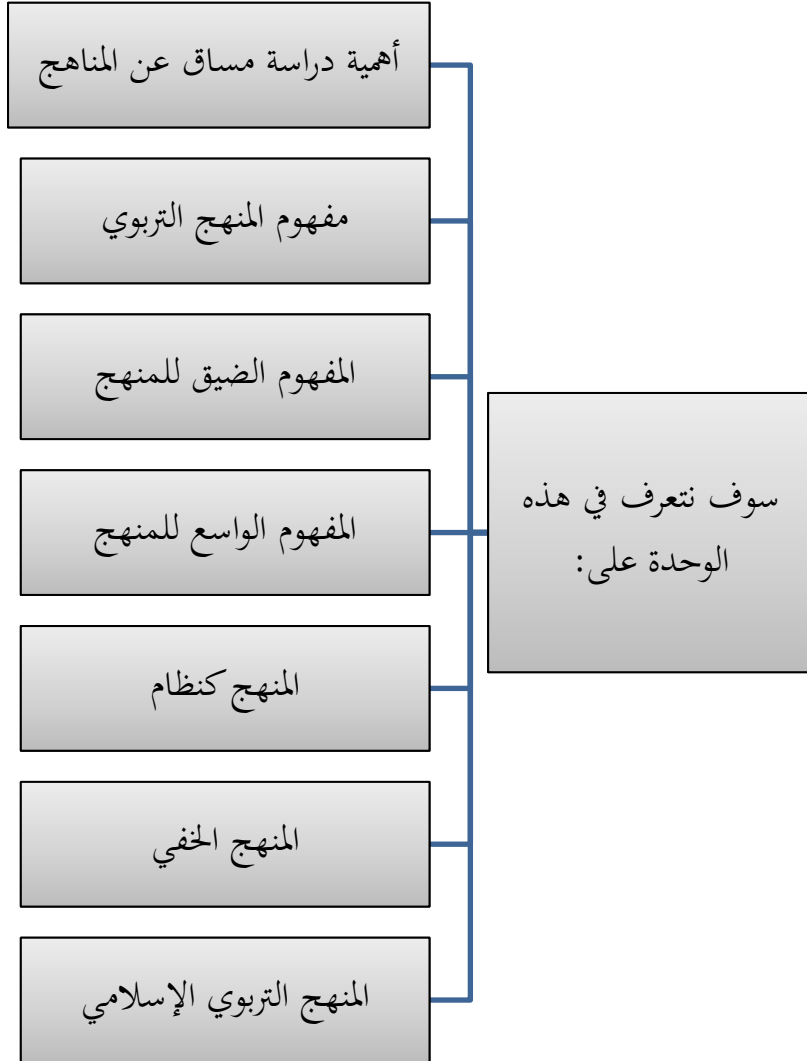 سوف نتعرف في هذه
الوحدة على:
أهمية دراسة مساق عن المناهج
مفهوم المنهج التربوي
المفهوم الضيق للمنهج
المفهوم الواسع للمنهج
المنهج كنظام
المنهج الخفي
المنهج التربوي الإسلامي